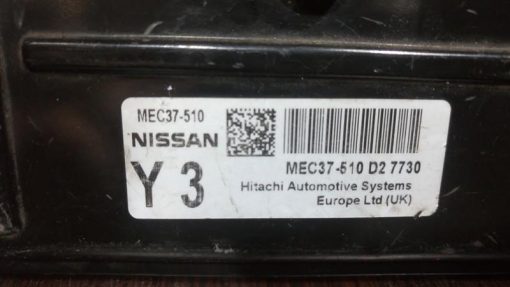 MEC37-510
NISSAN
Y 3
MEC37-510 D2 7730
Hitachi Automotive Systems
Europe Ltd (UK)